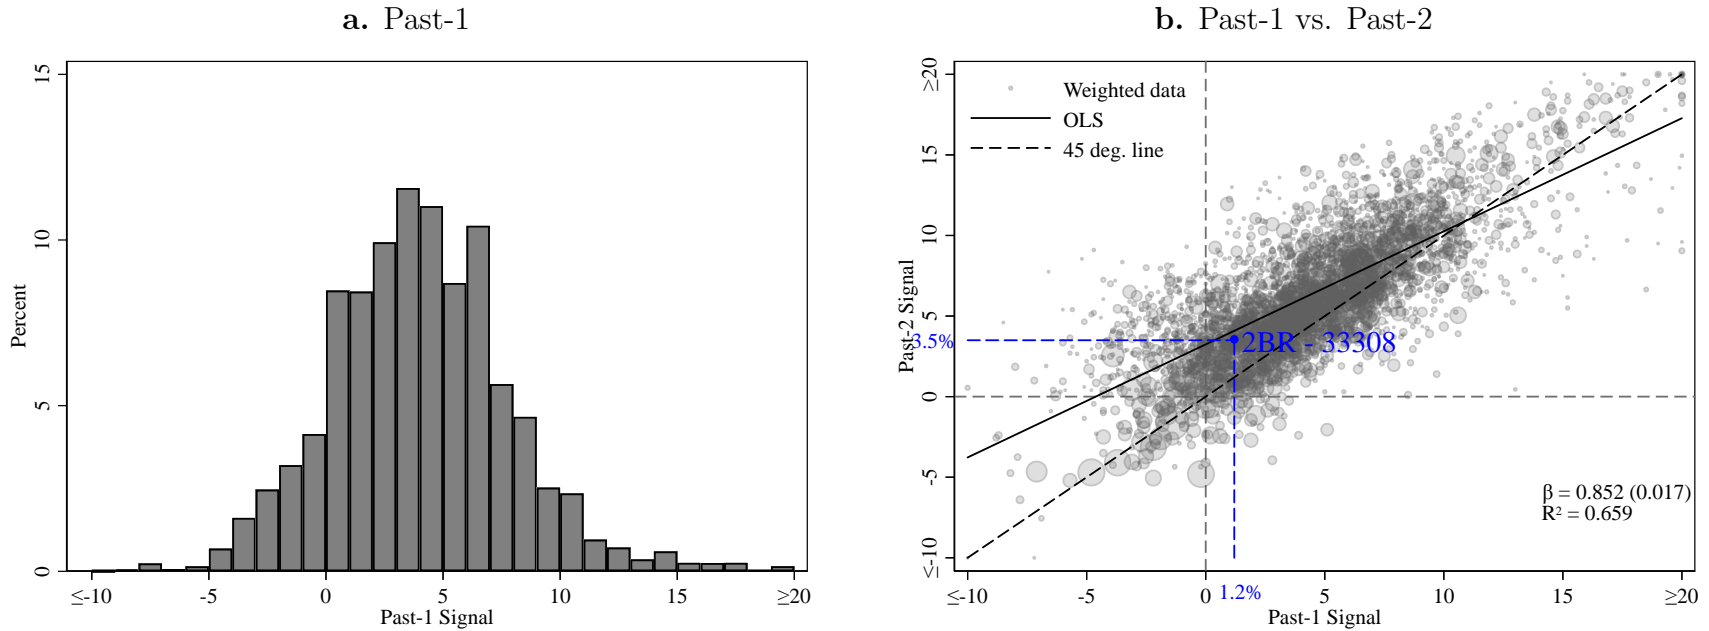 a. Past-1
15
10
5
0
Percent
≤-10
-5
0
5
10
15
≥20
Past-1 Signal
b. Past-1 vs. Past-2
Weighted data
OLS
45 deg. line
≥20
15
10
5
0
-5
≤-10
Past-2 Signal
3.5%
2BR - 33308
β = 0.852 (0.017)
R² = 0.659
≤-10
-5
0
1.2%
5
10
15
≥20
Past-1 Signal